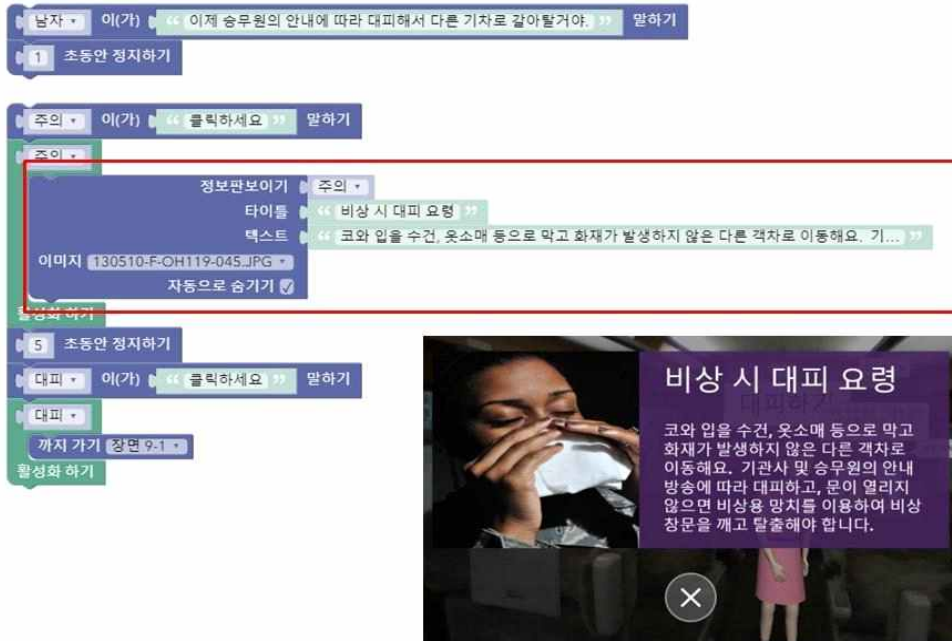 남자 이(가) “ 이제 승무원의 안내에 따라 대피해서 다른 기차로 갈아탈거야. ” 말하기
1 초동안 정지하기
주의 이(가) “ 클릭하세요 ” 말하기
주의
정보판보이기 주의
타이틀 “ 비상 시 대피 요령 ”
텍스트 “ 코와 입을 수건, 옷소매 등으로 막고 화재가 발생하지 않은 다른 객차로 이동해요. 기... ”
이미지 130510-F-OH119-045..JPG
자동으로 숨기기
활성화 하기
5 초동안 정지하기
대피 이(가) “ 클릭하세요 ” 말하기
대피
까지 가기 장면 9-1
활성화 하기
비상 시 대피 요령
대피하기
코와 입을 수건, 옷소매 등으로 막고
화재가 발생하지 않은 다른 객차로
이동해요. 기관사 및 승무원의 안내
방송에 따라 대피하고, 문이 열리지
않으면 비상용 망치를 이용하여 비상
창문을 깨고 탈출해야 합니다.